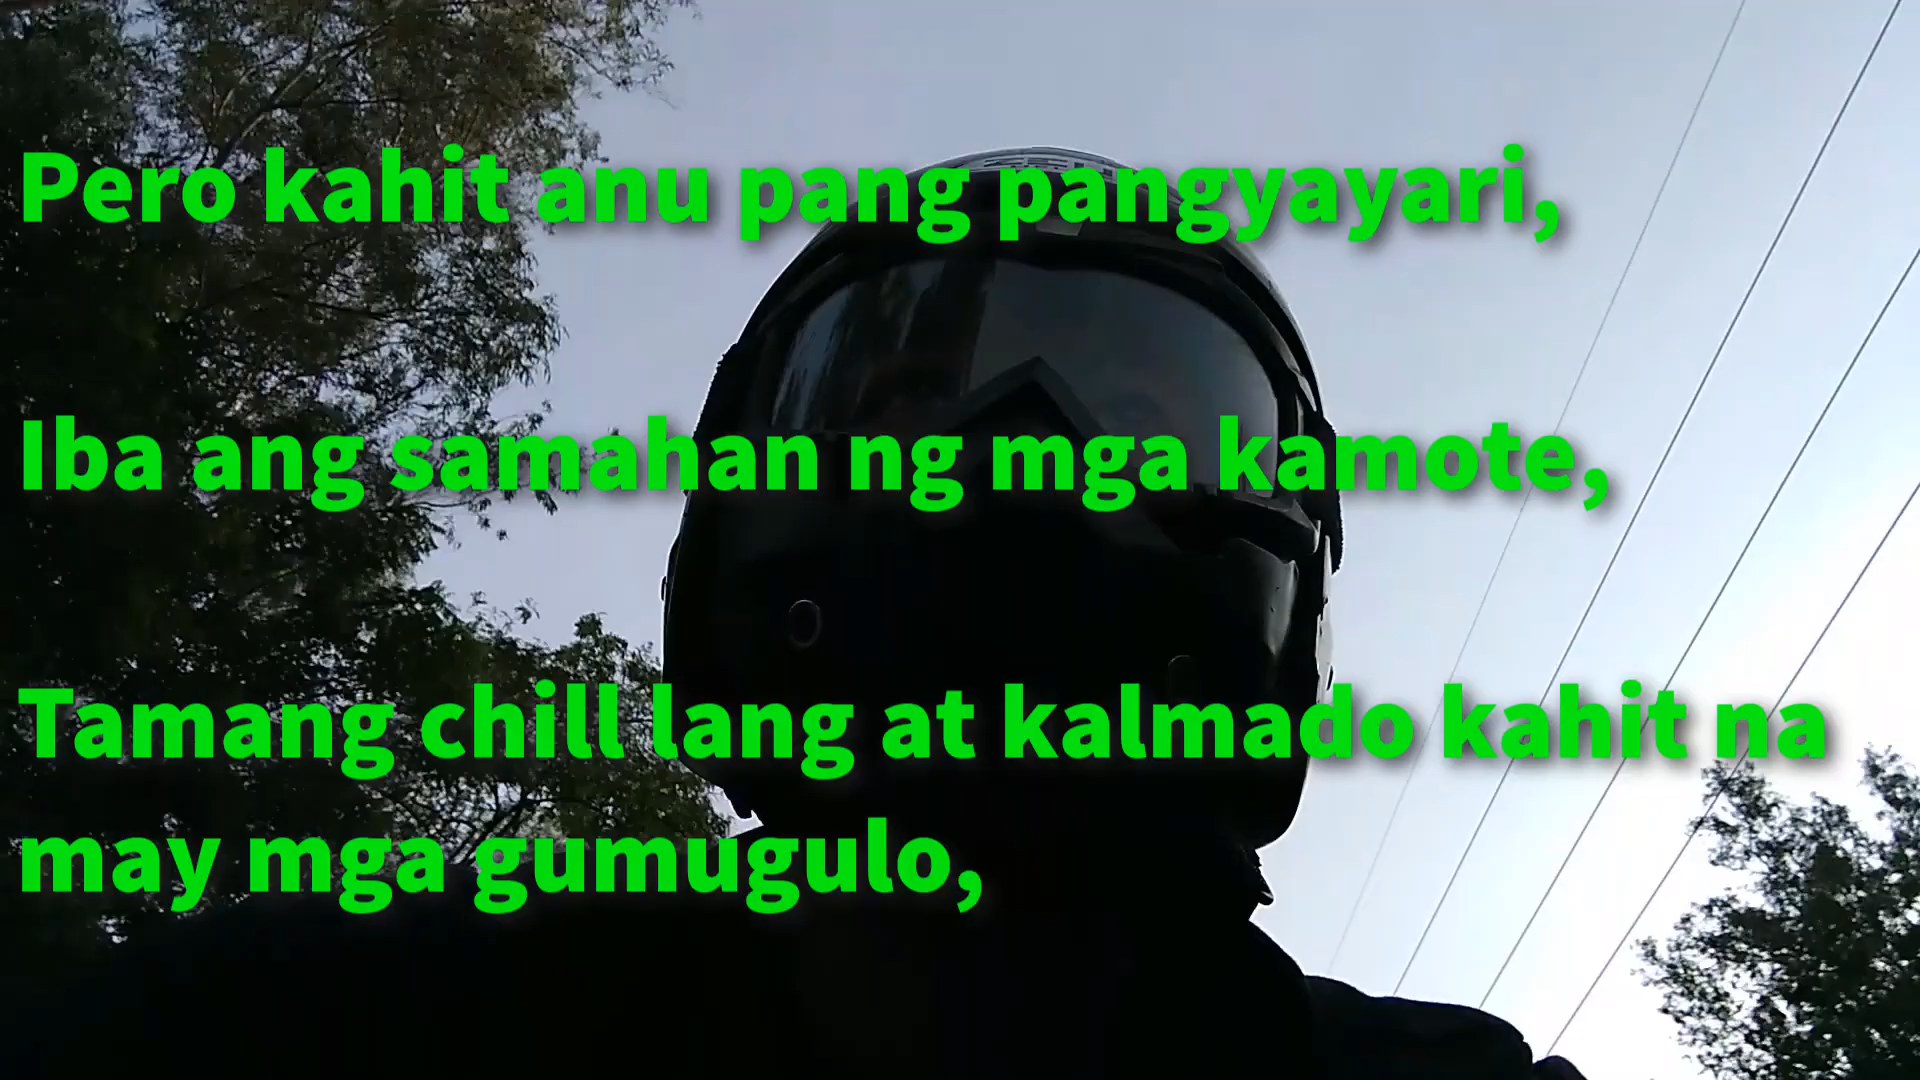 Pero kahit anu pang pangyayari,
Iba ang samahan ng mga kamote,
Tamang chill lang at kalmado kahit na
may mga gumugulo,